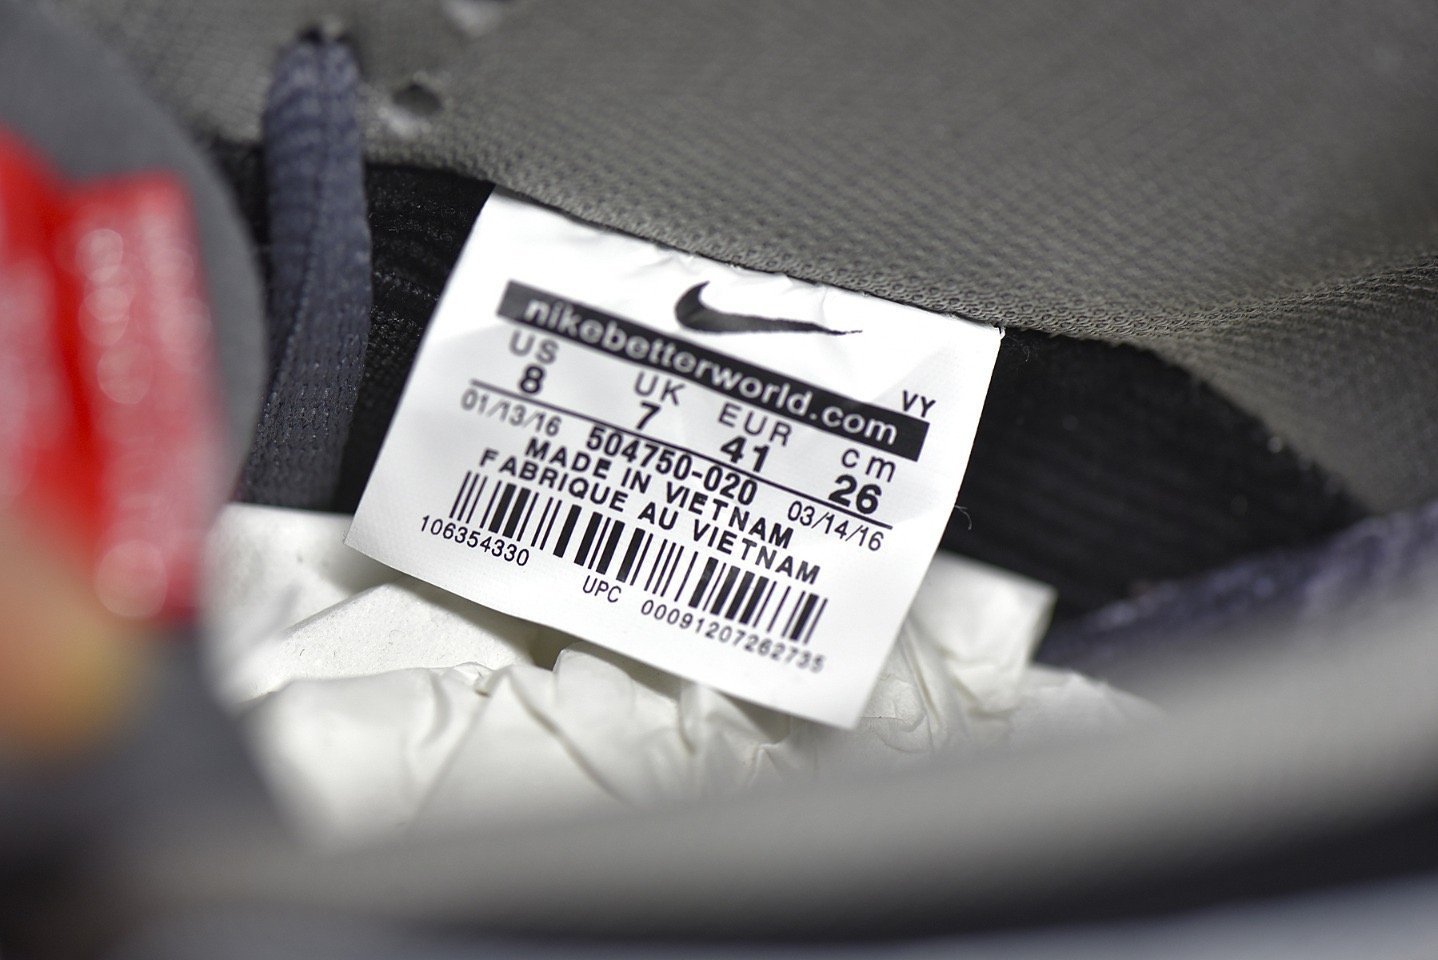 nikebetterworld.com
VY
US UK EUR cm
8 7 41 26
01/13/16 504750-020 03/14/16
MADE IN VIETNAM
FABRIQUE AU VIETNAM
106354330 UPC 00091207262735